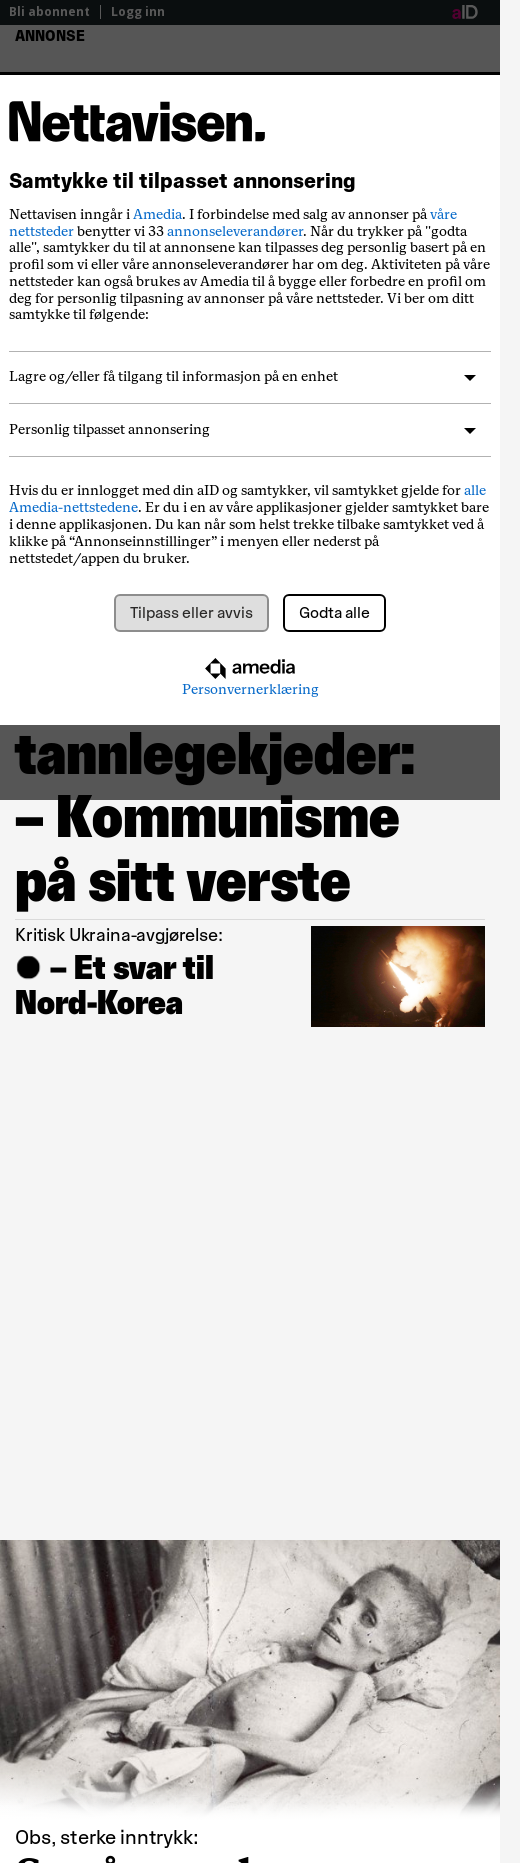 Bli abonnent | Logg inn
aID
ANNONSE
Nettavisen.
Samtykke til tilpasset annonsering
Nettavisen inngår i Amedia. I forbindelse med salg av annonser på våre
nettsteder benytter vi 33 annonseleverandører. Når du trykker på "godta
alle", samtykker du til at annonsene kan tilpasses deg personlig basert på en
profil som vi eller våre annonseleverandører har om deg. Aktiviteten på våre
nettsteder kan også brukes av Amedia til å bygge eller forbedre en profil om
deg for personlig tilpasning av annonser på våre nettsteder. Vi ber om ditt
samtykke til følgende:
Lagre og/eller få tilgang til informasjon på en enhet
Personlig tilpasset annonsering
Hvis du er innlogget med din aID og samtykker, vil samtykket gjelde for alle
Amedia-nettstedene. Er du i en av våre applikasjoner gjelder samtykket bare
i denne applikasjonen. Du kan når som helst trekke tilbake samtykket ved å
klikke på “Annonseinnstillinger” i menyen eller nederst på
nettstedet/appen du bruker.
Tilpass eller avvis
Godta alle
amedia
Personvernerklæring
tannlegekjeder:
– Kommunisme
på sitt verste
Kritisk Ukraina-avgjørelse:
– Et svar til
Nord-Korea
Obs, sterke inntrykk: